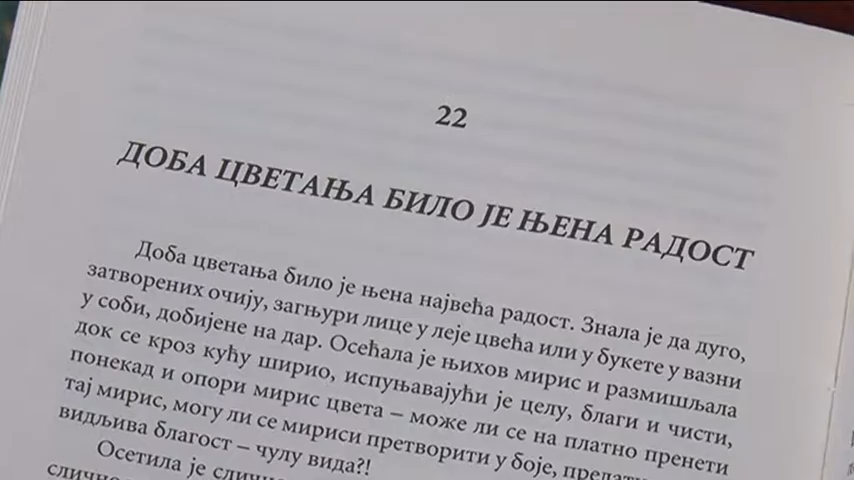 22
ДОБА ЦВЕТАЊА БИЛО ЈЕ ЊЕНА РАДОСТ
Доба цветања било је њена највећа радост. Знала је да дуго,
затворених очију, загњури лице у леје цвећа или у букете у вазни
у соби, добијене на дар. Осећала је њихов мирис и размишљала
док се кроз кућу ширио, испуњавајући је целу, благи и чисти,
понекад и опори мирис цвета – може ли се на платно пренети
тај мирис, могу ли се мириси претворити у боје,
видљива благост – чулу вида?!
Осетила је